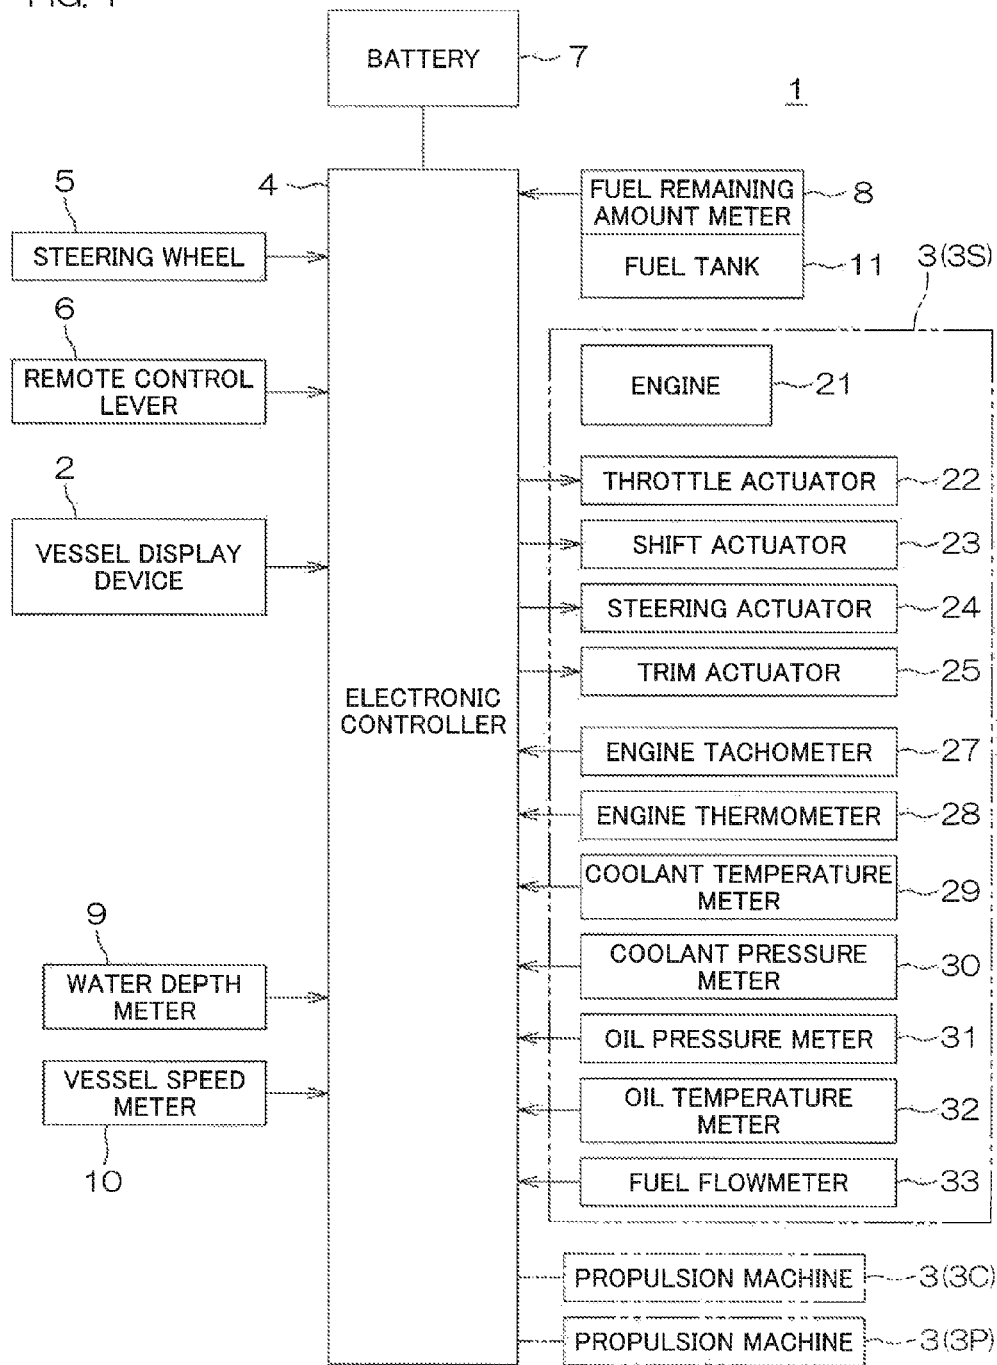 BATTERY
7
1
4
5
STEERING WHEEL
6
REMOTE CONTROL
LEVER
2
VESSEL DISPLAY
DEVICE
ELECTRONIC
CONTROLLER
9
WATER DEPTH
METER
VESSEL SPEED
METER
10
FUEL REMAINING
AMOUNT METER
8
FUEL TANK
11
3(3S)
ENGINE
21
THROTTLE ACTUATOR
22
SHIFT ACTUATOR
23
STEERING ACTUATOR
24
TRIM ACTUATOR
25
ENGINE TACHOMETER
27
ENGINE THERMOMETER
28
COOLANT TEMPERATURE
METER
29
COOLANT PRESSURE
METER
30
OIL PRESSURE METER
31
OIL TEMPERATURE
METER
32
FUEL FLOWMETER
33
PROPULSION MACHINE
3(3C)
PROPULSION MACHINE
3(3P)